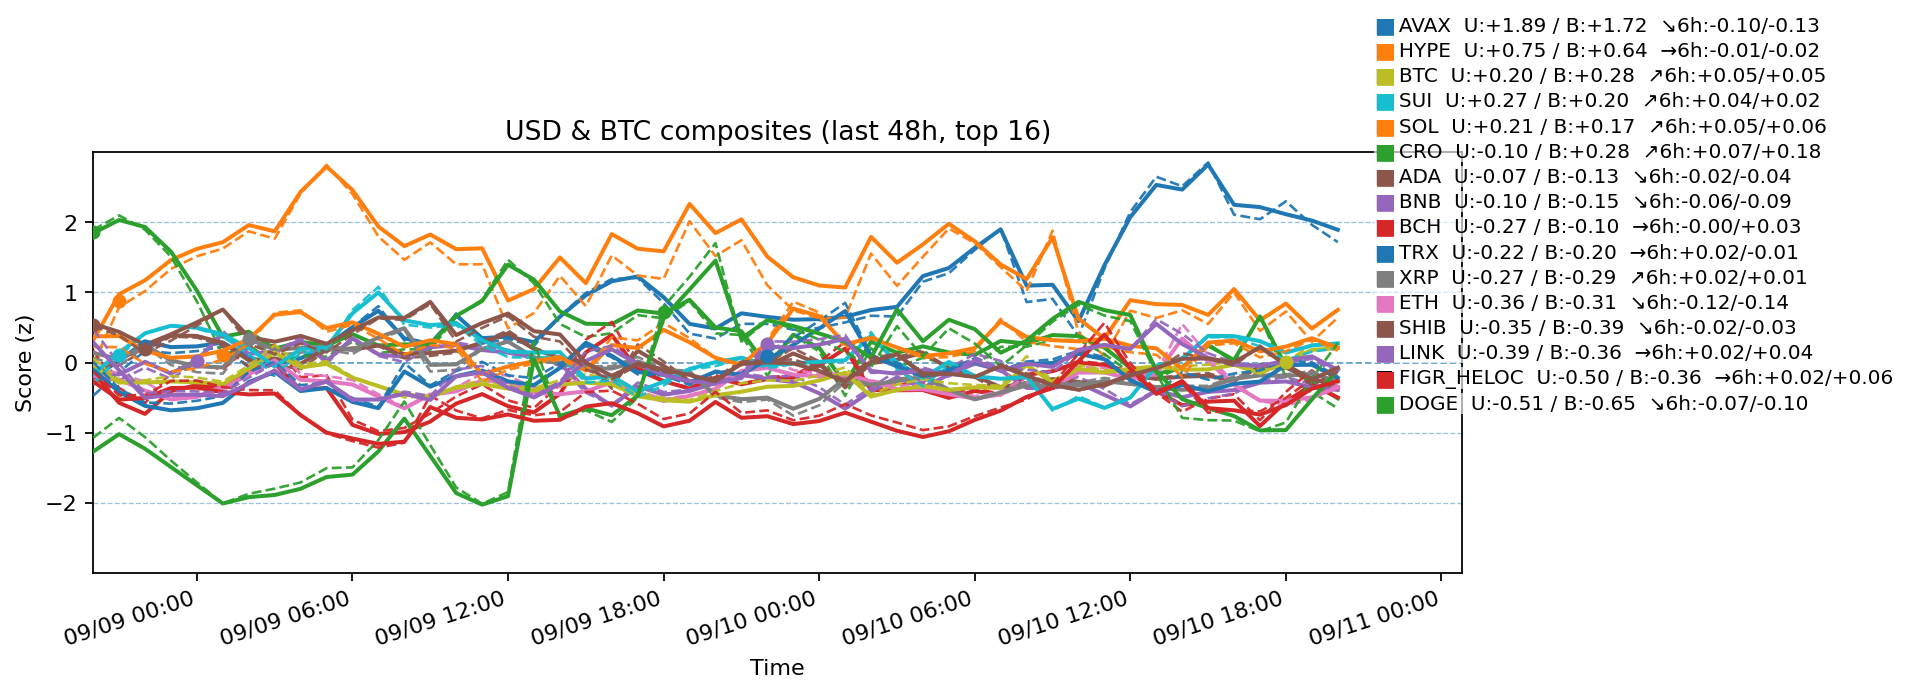 AVAX U:+1.89 / B:+1.72 ↘6h:-0.10/-0.13
HYPE U:+0.75 / B:+0.64 →6h:-0.01/-0.02
BTC U:+0.20 / B:+0.28 ↗6h:+0.05/+0.05
SUI U:+0.27 / B:+0.20 ↗6h:+0.04/+0.02
SOL U:+0.21 / B:+0.17 ↗6h:+0.05/+0.06
CRO U:-0.10 / B:+0.28 ↗6h:+0.07/+0.18
ADA U:-0.07 / B:-0.13 ↘6h:-0.02/-0.04
BNB U:-0.10 / B:-0.15 ↘6h:-0.06/-0.09
BCH U:-0.27 / B:-0.10 →6h:-0.00/+0.03
TRX U:-0.22 / B:-0.20 →6h:+0.02/-0.01
XRP U:-0.27 / B:-0.29 ↗6h:+0.02/+0.01
ETH U:-0.36 / B:-0.31 ↘6h:-0.12/-0.14
SHIB U:-0.35 / B:-0.39 ↘6h:-0.02/-0.03
LINK U:-0.39 / B:-0.36 →6h:+0.02/+0.04
FIGR_HELOC U:-0.50 / B:-0.36 →6h:+0.02/+0.06
DOGE U:-0.51 / B:-0.65 ↘6h:-0.07/-0.10
USD & BTC composites (last 48h, top 16)
Score (z)
2
1
0
−1
−2
09/09 00:00
09/09 06:00
09/09 12:00
09/09 18:00
09/10 00:00
09/10 06:00
09/10 12:00
09/10 18:00
09/11 00:00
Time